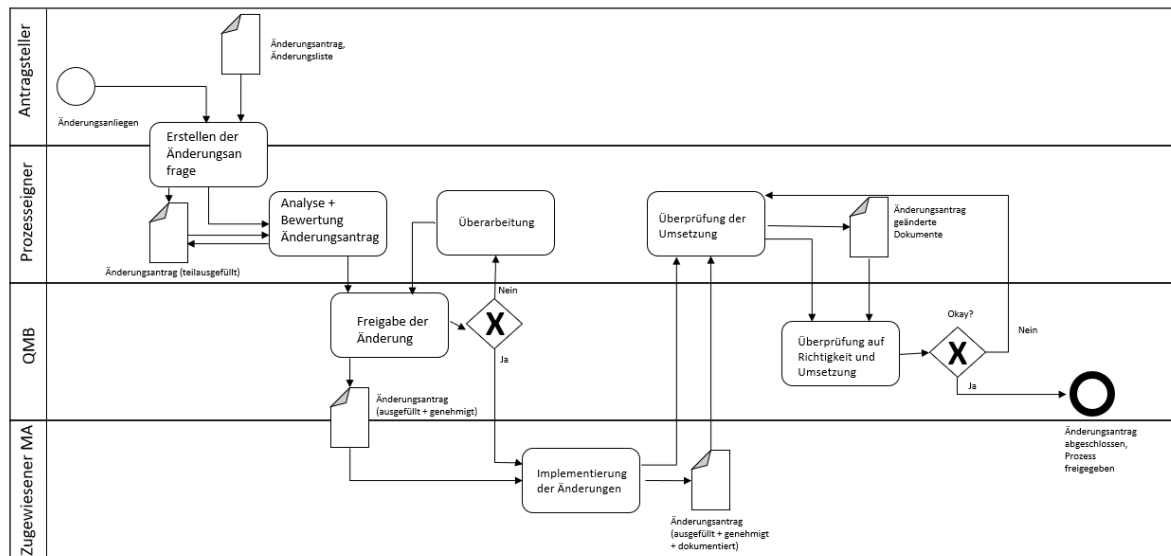 Antragsteller
Änderungsantrag,
Änderungsliste
Änderungsanliegen
Erstellen der
Änderungsan
frage
Prozesseigner
Analyse +
Bewertung
Änderungsantrag
Änderungsantrag (teilausgefüllt)
Überarbeitung
Überprüfung der
Umsetzung
Änderungsantrag
geänderte
Dokumente
QMB
Freigabe der
Änderung
Nein
X
Ja
Änderungsantrag
(ausgefüllt + genehmigt)
Überprüfung auf
Richtigkeit und
Umsetzung
Okay?
X
Nein
Ja
Änderungsantrag
abgeschlossen,
Prozess
freigegeben
Zugewiesener MA
Implementierung
der Änderungen
Änderungsantrag
(ausgefüllt + genehmigt
+ dokumentiert)